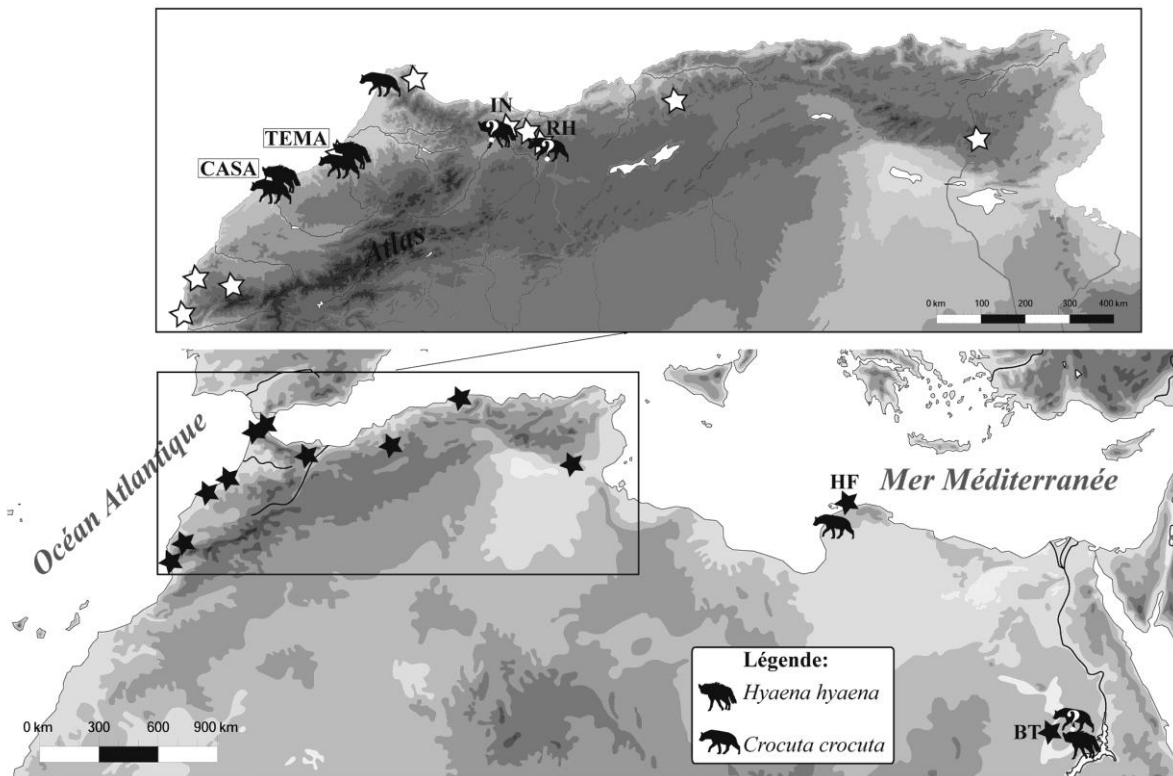 IN
RH
TEMA
CASA
Atlas
0 km 100 200 300 400 km
Océan Atlantique
HF
Mer Méditerranée
Légende:
Hyaena hyaena
Crocuta crocuta
BT
0 km 300 600 900 km
?
?
?